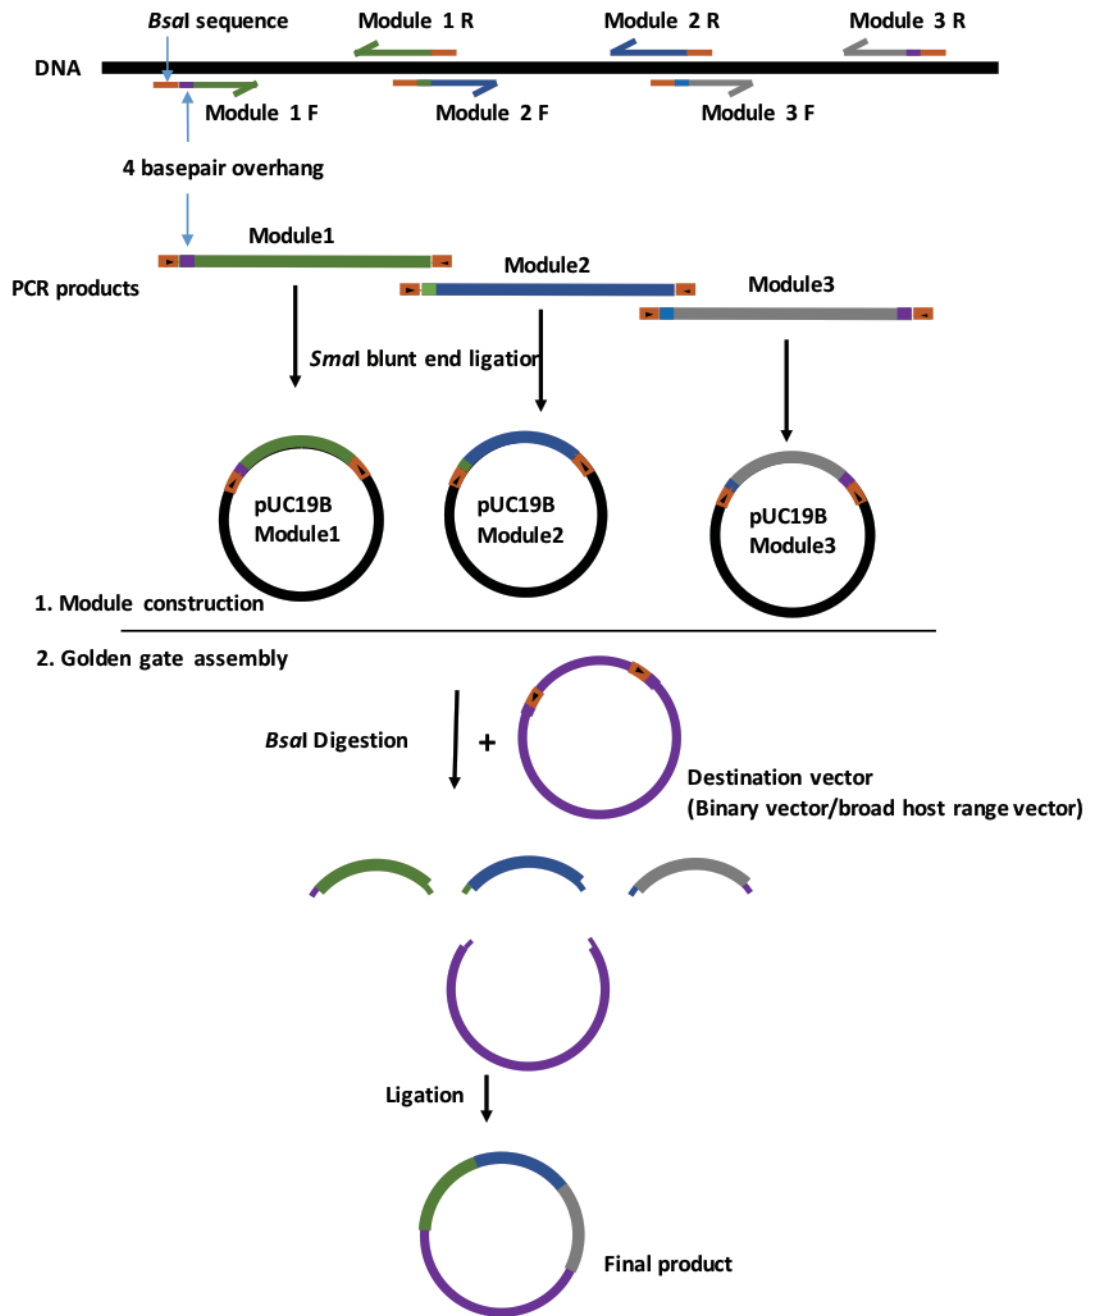 BsaI sequence
Module 1 R
Module 2 R
Module 3 R
DNA
Module 1 F
Module 2 F
Module 3 F
4 basepair overhang
Module1
Module2
Module3
PCR products
SmaI blunt end ligation
pUC19B
Module1
pUC19B
Module2
pUC19B
Module3
1. Module construction
2. Golden gate assembly
BsaI Digestion
+
Destination vector
(Binary vector/broad host range vector)
Ligation
Final product